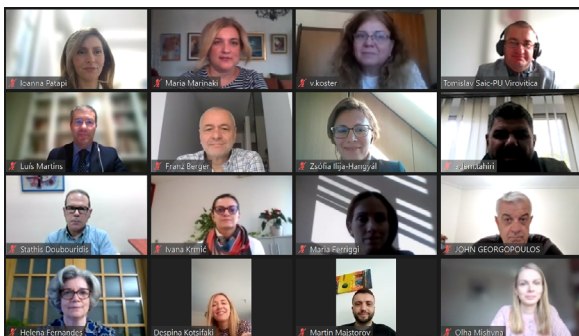 Ioanna Patapi
Maria Marinaki
v.koster
Tomislav Saic-PU Virovitica
Luís Martins
Franz Berger
Zsófia Ilija-Hangyál
Stathis Doubouridis
Ivana Krmić
Maria Ferriggi
JOHN GEORGOPOULOS
Helena Fernandes
Despina Kotsifaki
Martin Majstorov
Olha Mishyna